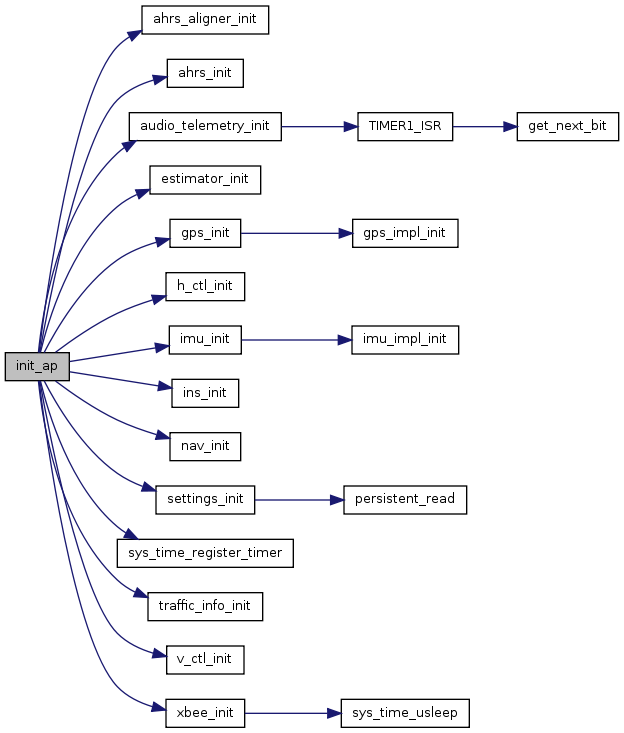 ahrs_aligner_init
ahrs_init
audio_telemetry_init
TIMER1_ISR
get_next_bit
estimator_init
gps_init
gps_impl_init
h_ctl_init
imu_init
imu_impl_init
init_ap
ins_init
nav_init
settings_init
persistent_read
sys_time_register_timer
traffic_info_init
v_ctl_init
xbee_init
sys_time_usleep